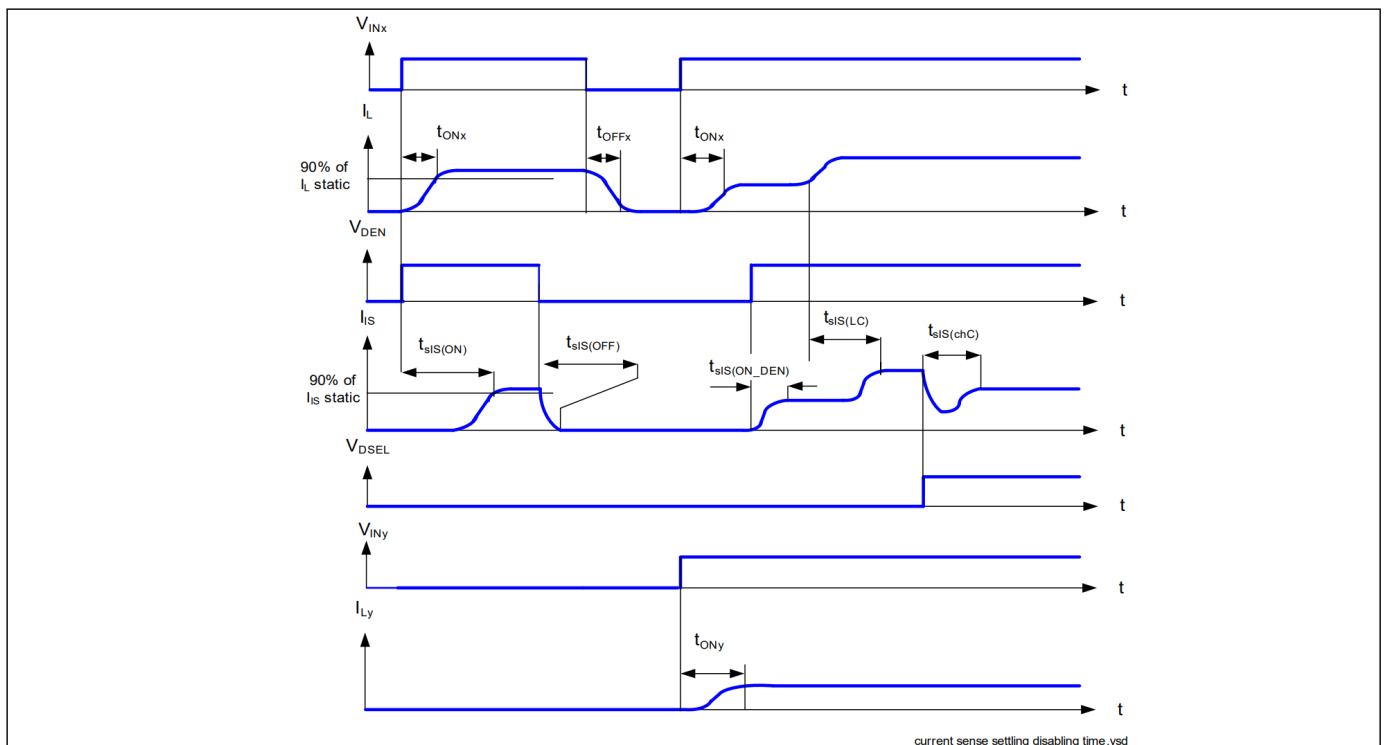 VINx
t
IL
tONx
tOFFx
tONx
90% of
IL static
t
VDEN
t
IIS
tsIS(ON)
tsIS(OFF)
tsIS(ON_DEN)
tsIS(LC)
tsIS(chC)
90% of
IIS static
t
VDSEL
t
VINy
t
ILy
tONy
t
current sense settling disabling time.vsd